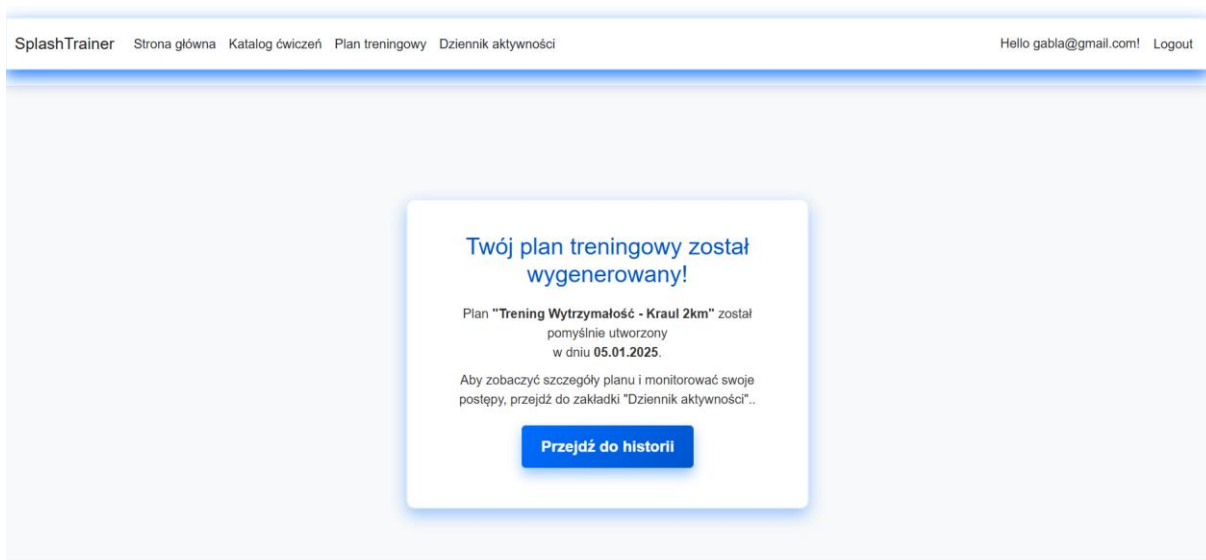 SplashTrainer Strona główna Katalog ćwiczeń Plan treningowy Dziennik aktywności Hello gabla@gmail.com! Logout
Twój plan treningowy został
wygenerowany!
Plan "Trening Wytrzymałość - Kraul 2km" został
pomyślnie utworzony
w dniu 05.01.2025.
Aby zobaczyć szczegóły planu i monitorować swoje
postępy, przejdź do zakładki "Dziennik aktywności"..
Przejdź do historii